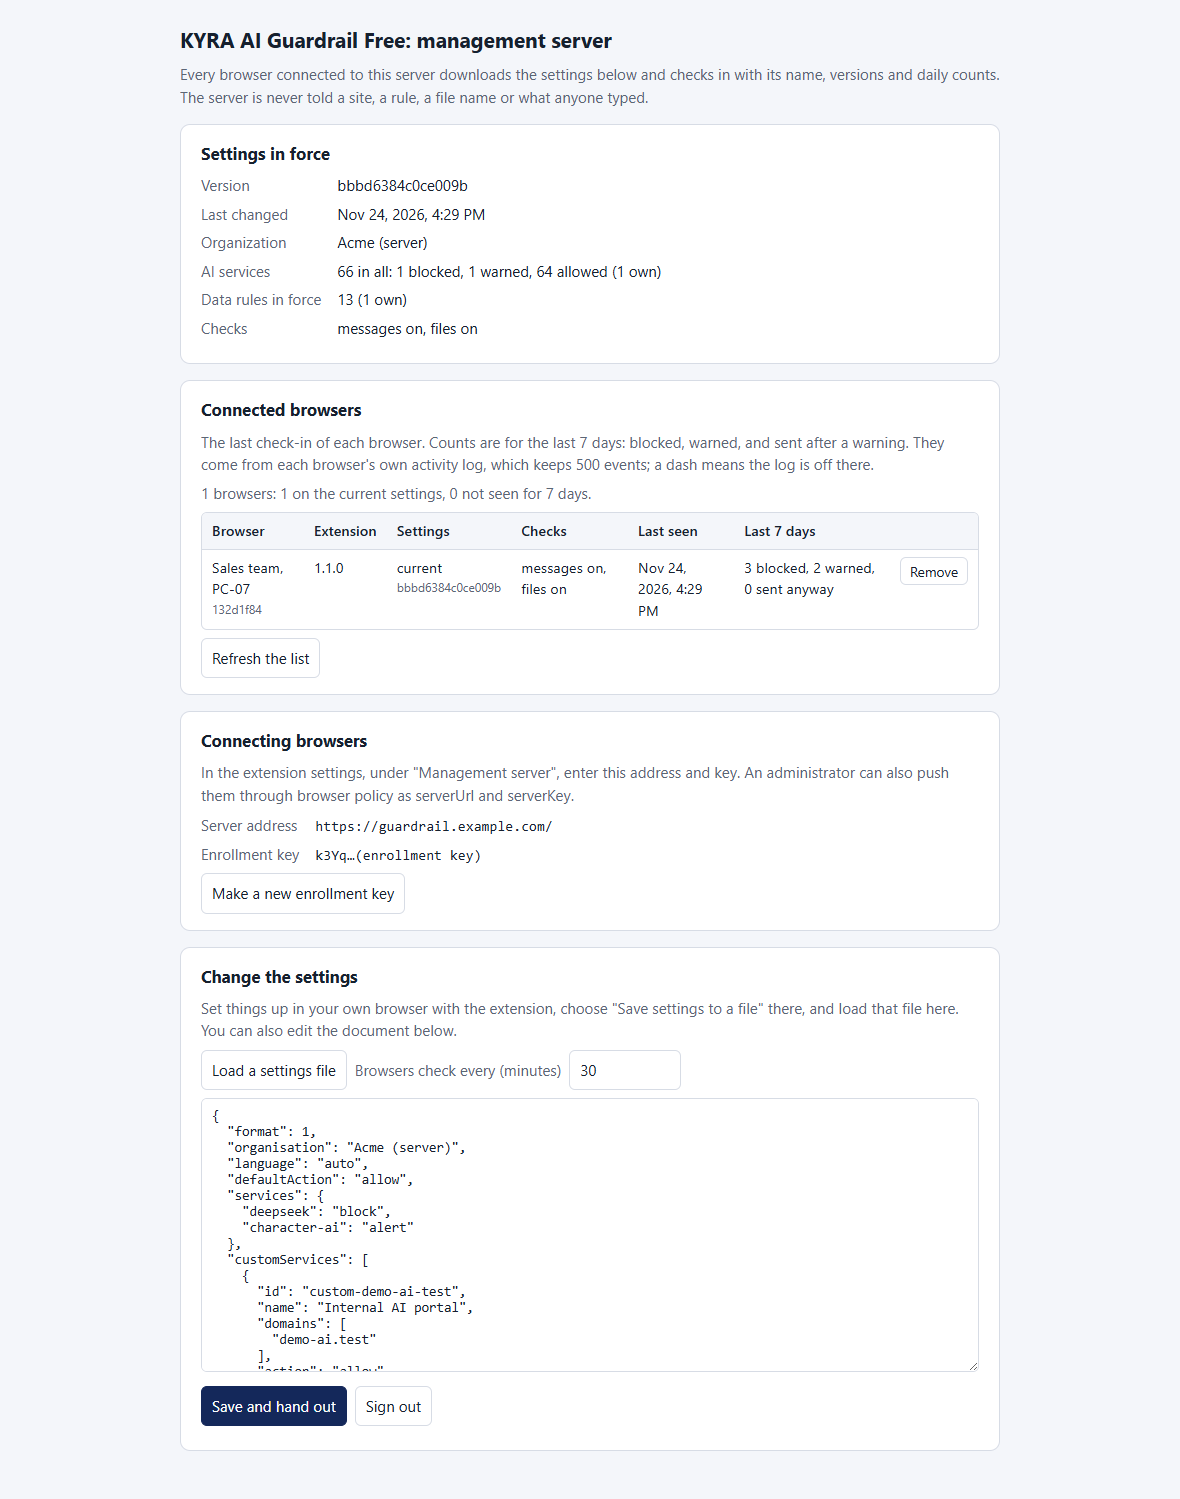 KYRA AI Guardrail Free: management server
Every browser connected to this server downloads the settings below and checks in with its name, versions and daily counts.
The server is never told a site, a rule, a file name or what anyone typed.
Settings in force
Version bbbd6384c0ce009b
Last changed Nov 24, 2026, 4:29 PM
Organization Acme (server)
AI services 66 in all: 1 blocked, 1 warned, 64 allowed (1 own)
Data rules in force 13 (1 own)
Checks messages on, files on
Connected browsers
The last check-in of each browser. Counts are for the last 7 days: blocked, warned, and sent after a warning. They
come from each browser's own activity log, which keeps 500 events; a dash means the log is off there.
1 browsers: 1 on the current settings, 0 not seen for 7 days.
Browser Extension Settings Checks Last seen Last 7 days
Sales team, 1.1.0 current messages on, Nov 24, 3 blocked, 2 warned, Remove
PC-07 bbbd6384c0ce009b files on 2026, 4:29 0 sent anyway
132d1f84 PM
Refresh the list
Connecting browsers
In the extension settings, under "Management server", enter this address and key. An administrator can also push
them through browser policy as serverUrl and serverKey.
Server address https://guardrail.example.com/
Enrollment key k3Yq…(enrollment key)
Make a new enrollment key
Change the settings
Set things up in your own browser with the extension, choose "Save settings to a file" there, and load that file here.
You can also edit the document below.
Load a settings file Browsers check every (minutes) 30
{
"format": 1,
"organisation": "Acme (server)",
"language": "auto",
"defaultAction": "allow",
"services": {
"deepseek": "block",
"character-ai": "alert"
},
"customServices": [
{
"id": "custom-demo-ai-test",
"name": "Internal AI portal",
"domains": [
"demo-ai.test"
],
"action": "allow"
Save and hand out Sign out